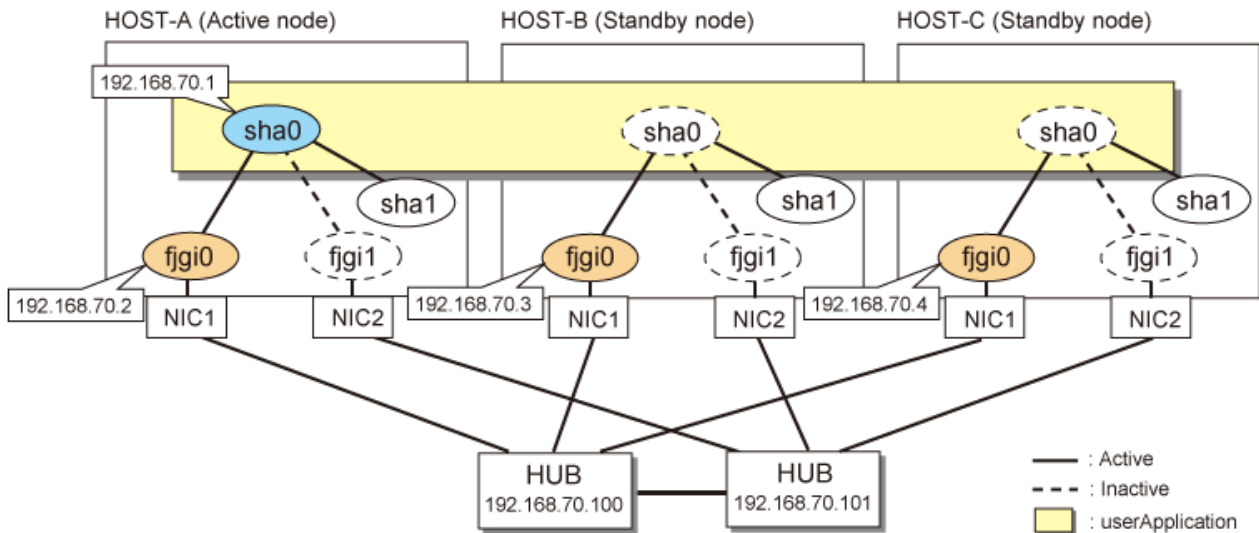 HOST-A (Active node)
HOST-B (Standby node)
HOST-C (Standby node)
192.168.70.1
sha0
sha0
sha0
sha1
sha1
sha1
fjgi0
fjgi1
fjgi0
fjgi1
fjgi0
fjgi1
192.168.70.2
192.168.70.3
192.168.70.4
NIC1
NIC2
NIC1
NIC2
NIC1
NIC2
HUB
192.168.70.100
HUB
192.168.70.101
: Active
: Inactive
: userApplication